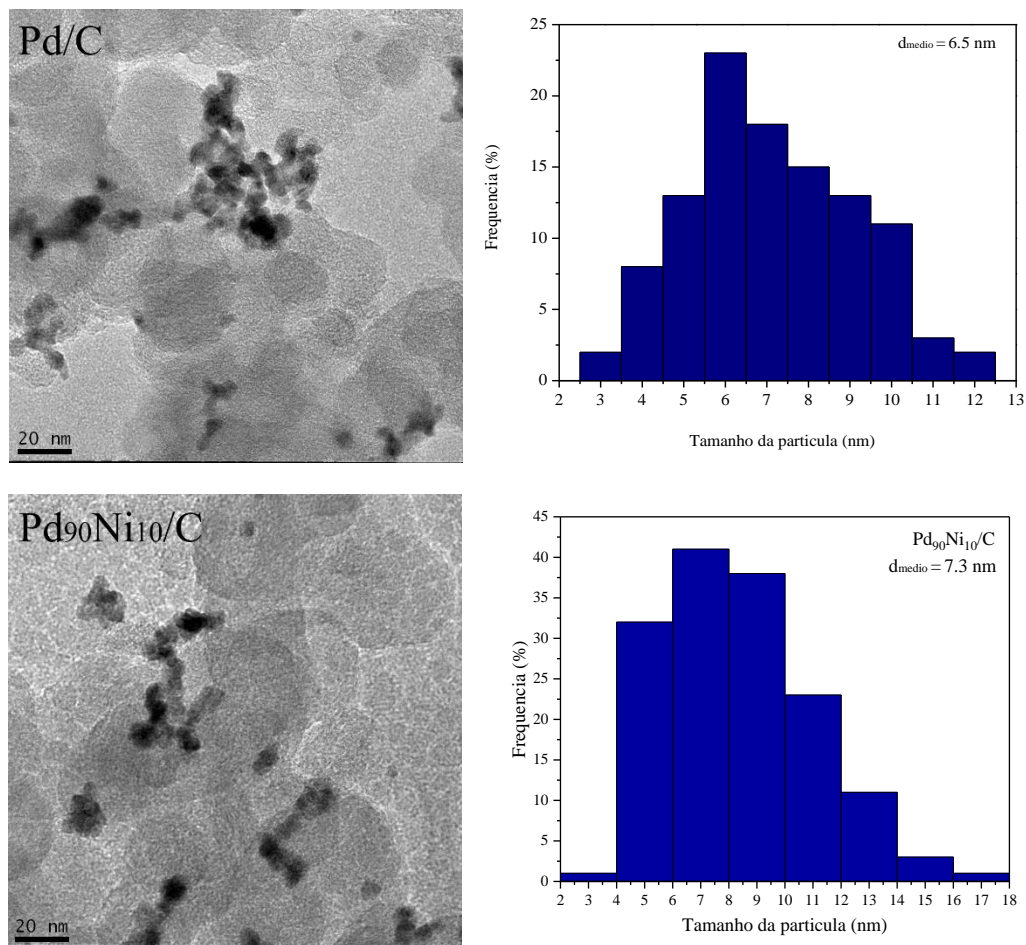 Pd/C
20 nm
dmedio = 6.5 nm
Frequencia (%)
25
20
15
10
5
0
2 3 4 5 6 7 8 9 10 11 12 13
Tamanho da particula (nm)
Pd90Ni10/C
20 nm
Pd₉₀Ni₁₀/C
dmedio = 7.3 nm
Frequencia (%)
45
40
35
30
25
20
15
10
5
0
2 3 4 5 6 7 8 9 10 11 12 13 14 15 16 17 18
Tamanho da particula (nm)